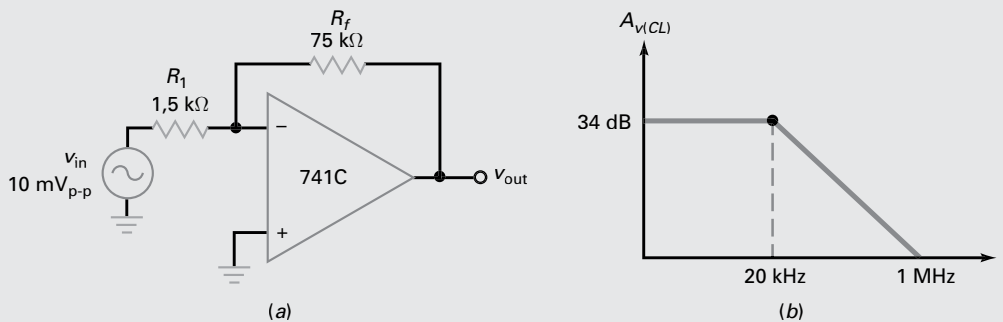 R_f
75 kΩ
R_1
1,5 kΩ
v_in
10 mV_p-p
−
741C
+
v_out
(a)
A_v(CL)
34 dB
20 kHz
1 MHz
(b)